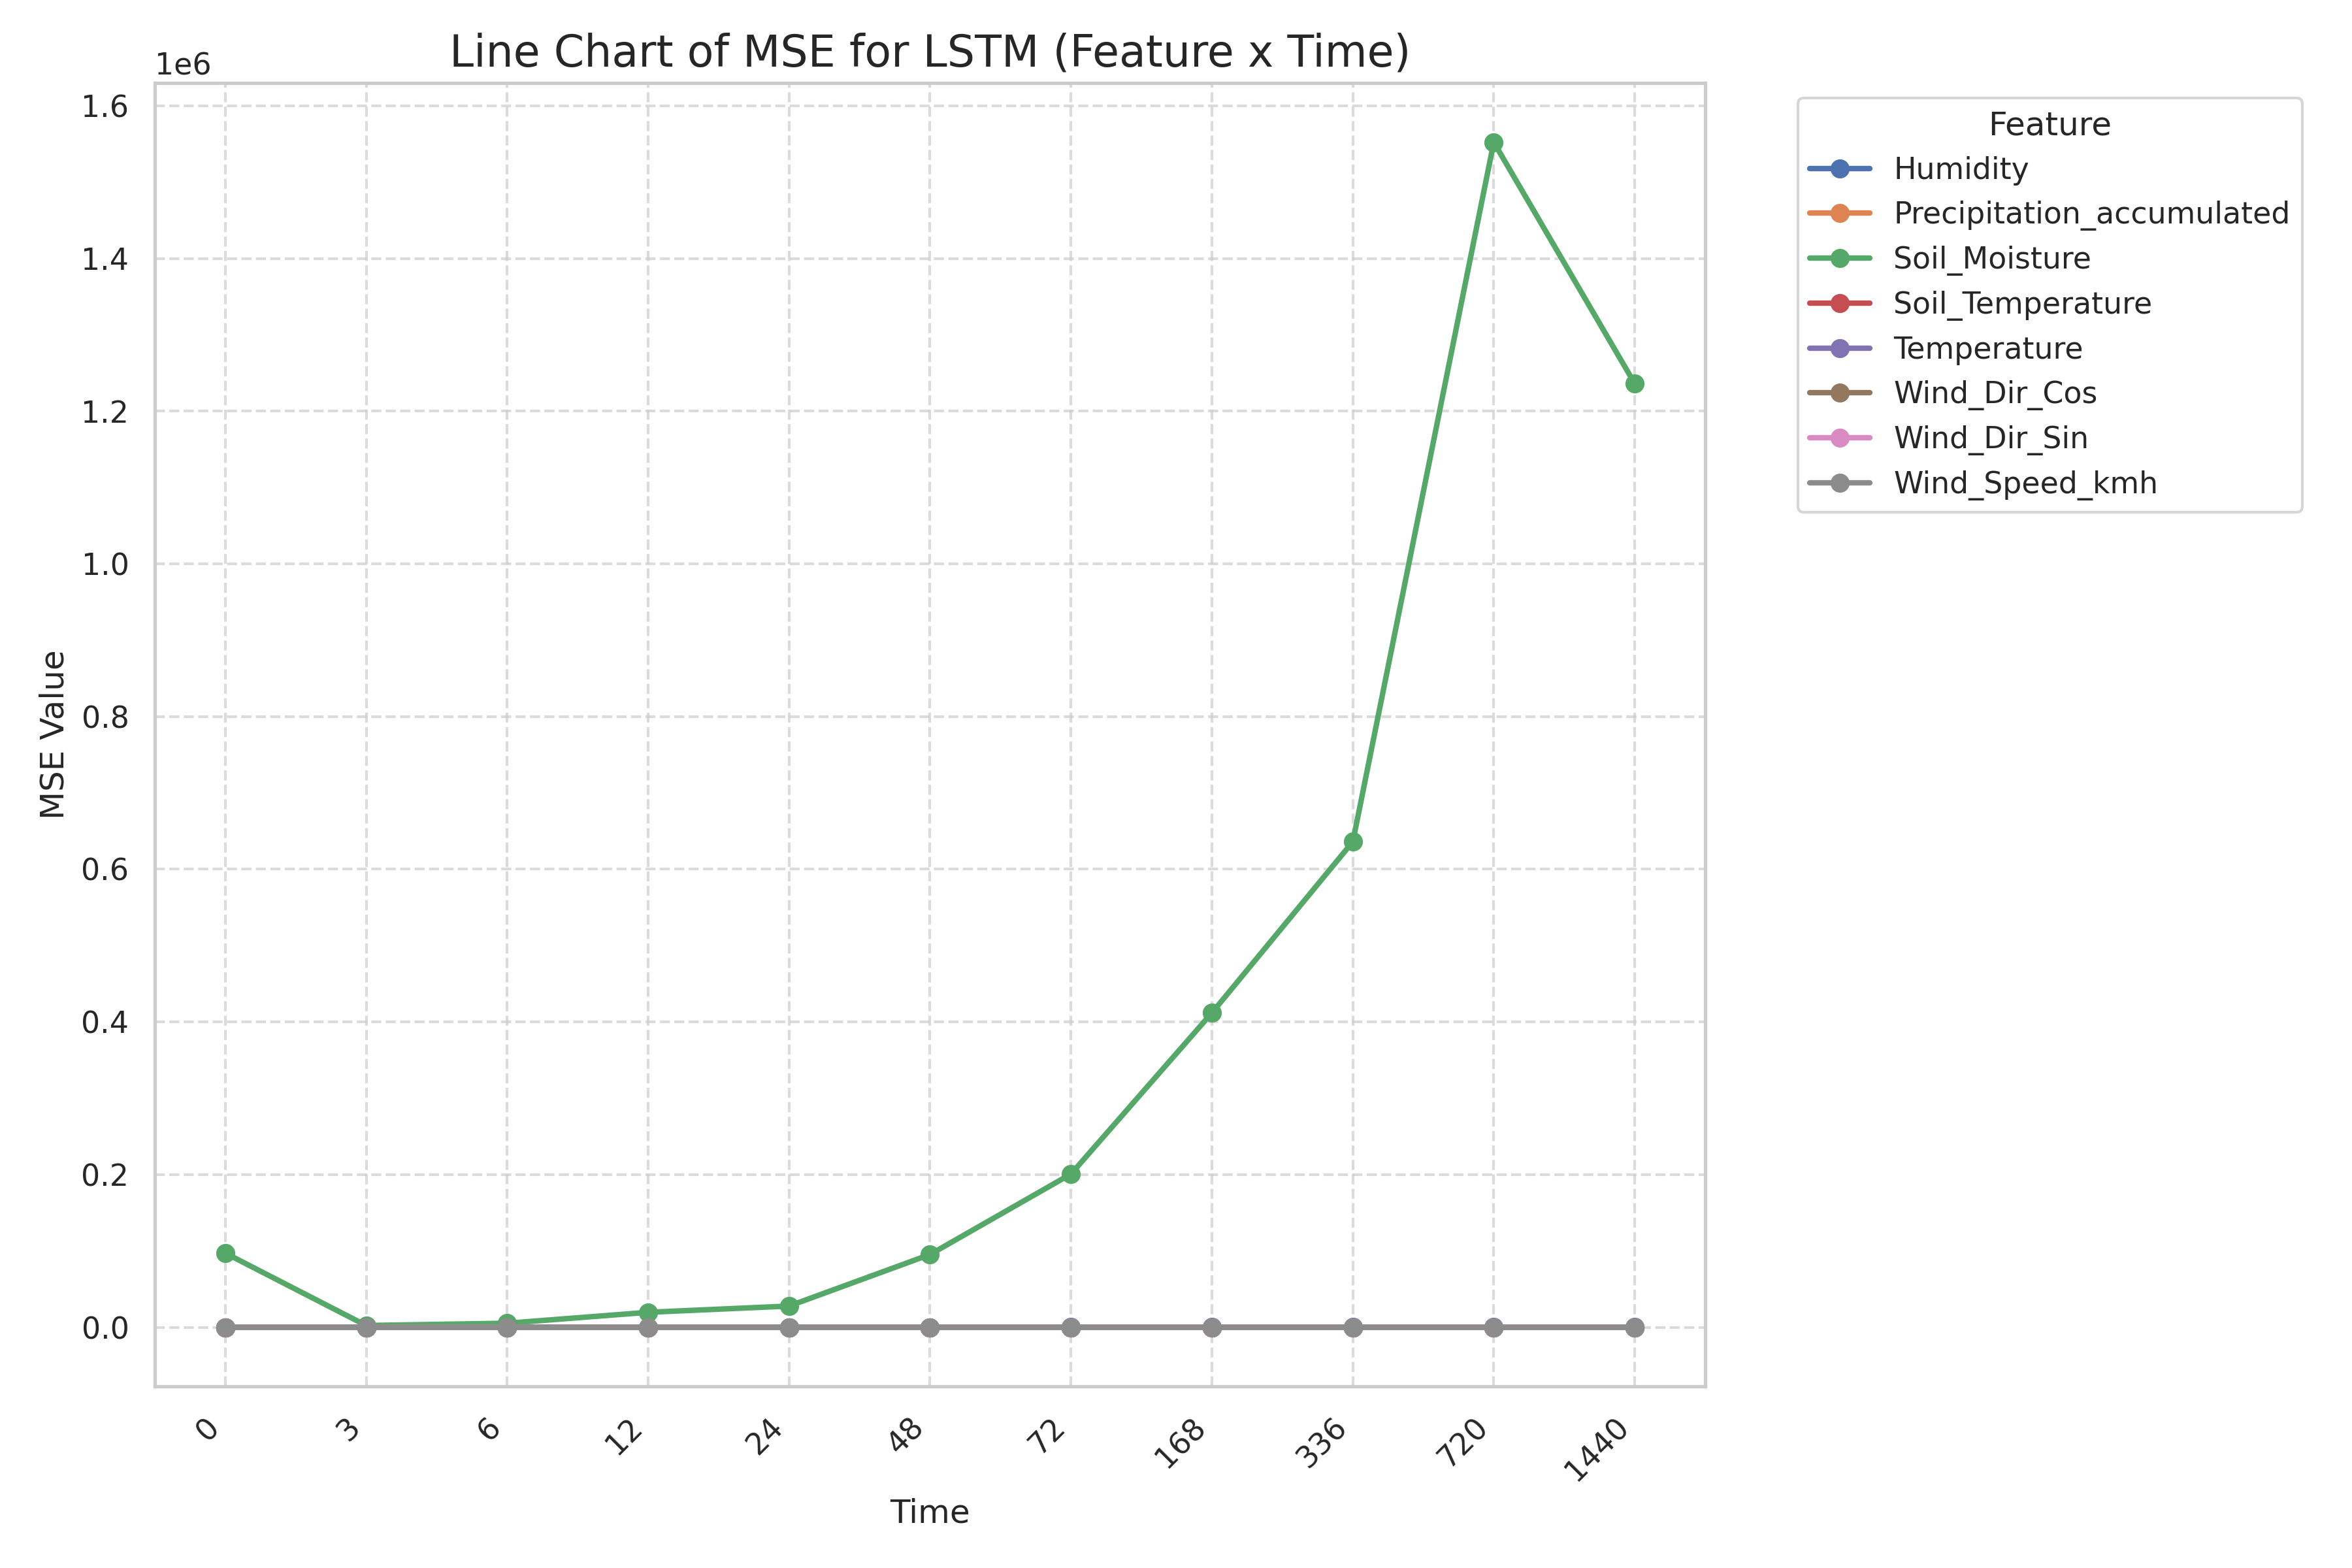 Line Chart of MSE for LSTM (Feature x Time)
1e6
1.6
1.4
1.2
1.0
0.8
0.6
0.4
0.2
0.0
MSE Value
0
3
6
12
24
48
72
168
336
720
1440
Time
Feature
Humidity
Precipitation_accumulated
Soil_Moisture
Soil_Temperature
Temperature
Wind_Dir_Cos
Wind_Dir_Sin
Wind_Speed_kmh